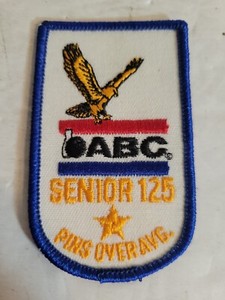 ABC®
SENIOR 125
PINS OVER AVG.